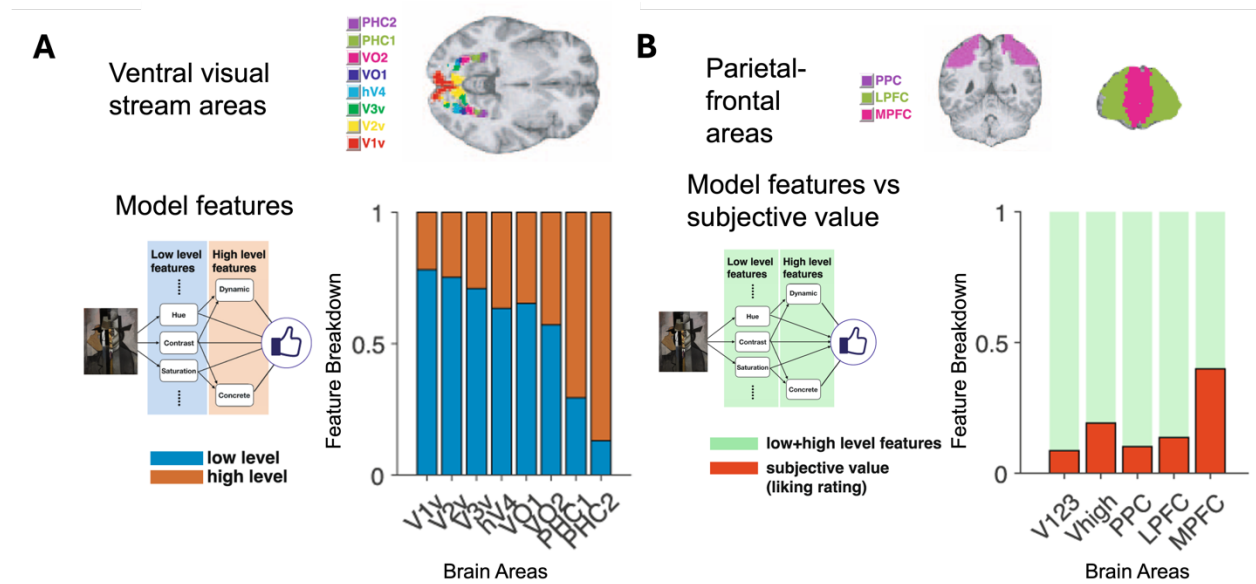 A
Ventral visual
stream areas
PHC2
PHC1
VO2
VO1
hV4
V3v
V2v
V1v
Model features
Low level
features
High level
features
Dynamic
Hue
Contrast
Saturation
Concrete
low level
high level
Feature Breakdown
1
0.5
0
V1v
V2v
V3v
hV4
VO1
VO2
PHC1
PHC2
Brain Areas
B
Parietal-
frontal
areas
PPC
LPFC
MPFC
Model features vs
subjective value
Low level
features
High level
features
Dynamic
Hue
Contrast
Saturation
Concrete
low+high level features
subjective value
(liking rating)
Feature Breakdown
1
0.5
0
V123
Vhigh
PPC
LPFC
MPFC
Brain Areas